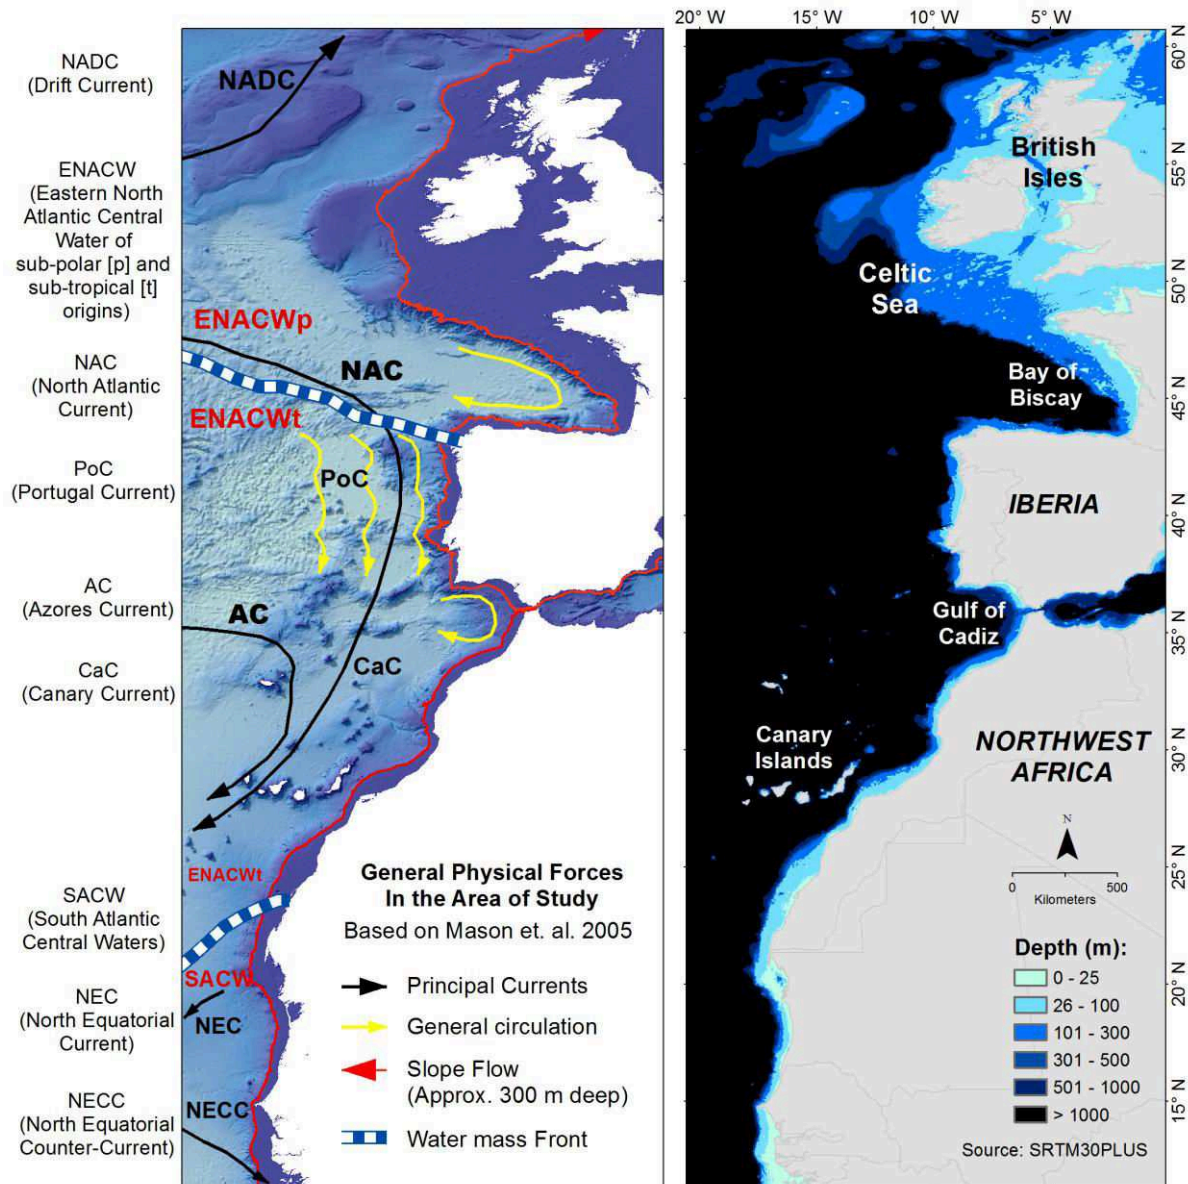 NADC
(Drift Current)
ENACW
(Eastern North
Atlantic Central
Water of
sub-polar [p] and
sub-tropical [t]
origins)
NAC
(North Atlantic
Current)
PoC
(Portugal Current)
AC
(Azores Current)
CaC
(Canary Current)
SACW
(South Atlantic
Central Waters)
NEC
(North Equatorial
Current)
NECC
(North Equatorial
Counter-Current)
NADC
ENACWp
NAC
ENACWt
PoC
AC
CaC
ENACWt
SACW
NEC
NECC
General Physical Forces
In the Area of Study
Based on Mason et. al. 2005
Principal Currents
General circulation
Slope Flow
(Approx. 300 m deep)
Water mass Front
20° W 15° W 10° W 5° W
60° N
55° N
50° N
45° N
40° N
35° N
30° N
25° N
20° N
15° N
British
Isles
Celtic
Sea
Bay of
Biscay
IBERIA
Gulf of
Cadiz
Canary
Islands
NORTHWEST
AFRICA
N
0 500
Kilometers
Depth (m):
0 - 25
26 - 100
101 - 300
301 - 500
501 - 1000
> 1000
Source: SRTM30PLUS